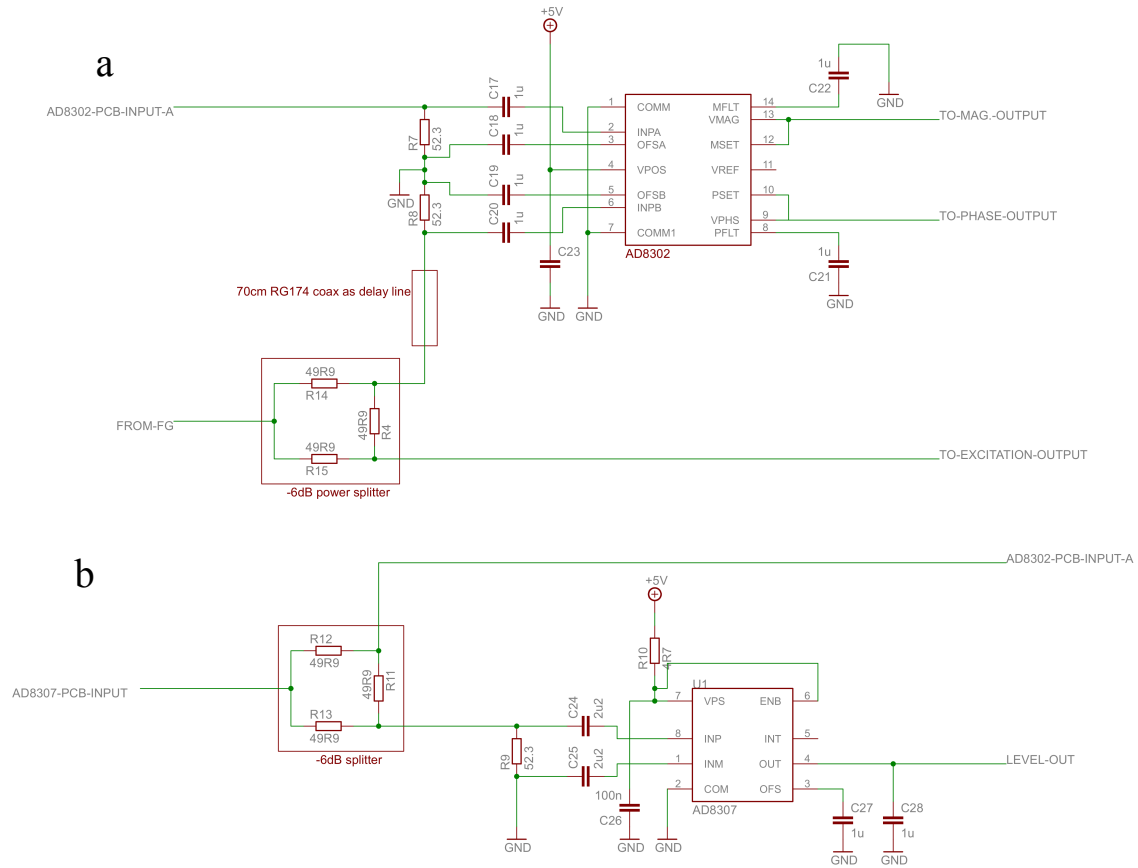 a
+5V
AD8302-PCB-INPUT-A
R7
52.3
C17
1u
C18
1u
GND
C19
1u
R8
52.3
C20
1u
1 COMM
2 INPA
3 OFSA
4 VPOS
5 OFSB
6 INPB
7 COMM1
MFLT 14
VMAG 13
MSET 12
VREF 11
PSET 10
VPHS 9
PFLT 8
AD8302
1u
C22
GND
TO-MAG.-OUTPUT
TO-PHASE-OUTPUT
1u
C21
GND
C23
GND
GND
70cm RG174 coax as delay line
49R9
R14
49R9
R4
FROM-FG
49R9
R15
-6dB power splitter
TO-EXCITATION-OUTPUT
b
AD8302-PCB-INPUT-A
+5V
R10
4R7
R12
49R9
49R9
R11
AD8307-PCB-INPUT
R13
49R9
-6dB splitter
C24
2u2
R9
52.3
C25
2u2
GND
100n
C26
GND
GND
U1
7 VPS
8 INP
1 INM
2 COM
ENB 6
INT 5
OUT 4
OFS 3
AD8307
LEVEL-OUT
C27
1u
GND
C28
1u
GND